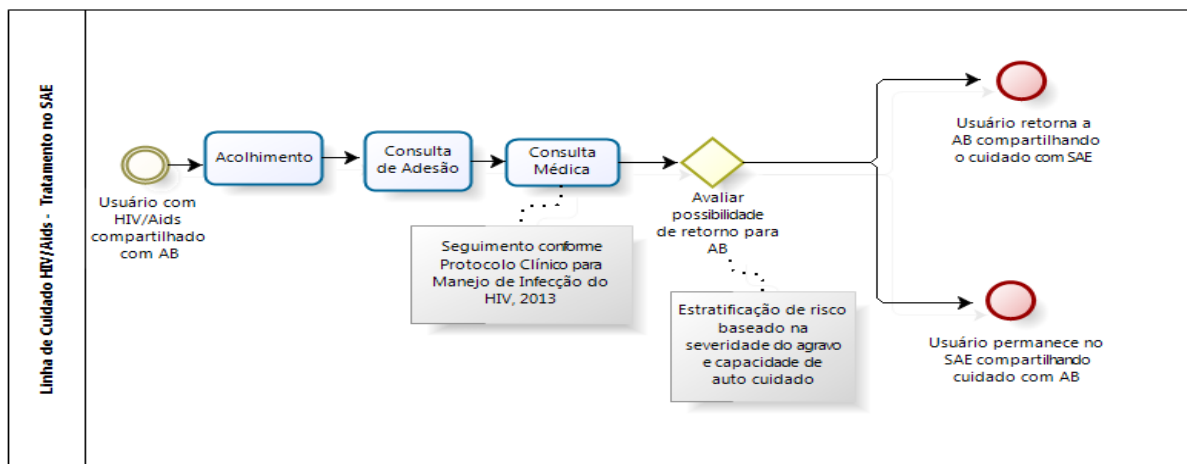 Linha de Cuidado HIV/Aids - Tratamento no SAE
Usuário com
HIV/Aids
compartilhado
com AB
Acolhimento
Consulta
de Adesão
Consulta
Médica
Seguimento conforme
Protocolo Clínico para
Manejo de Infecção do
HIV, 2013
Avaliar
possibilidade
de retorno para
AB
Estratificação de risco
baseado na
severidade do agravo
e capacidade de
auto cuidado
Usuário retorna a
AB compartilhando
o cuidado com SAE
Usuário permanece no
SAE compartilhando
cuidado com AB